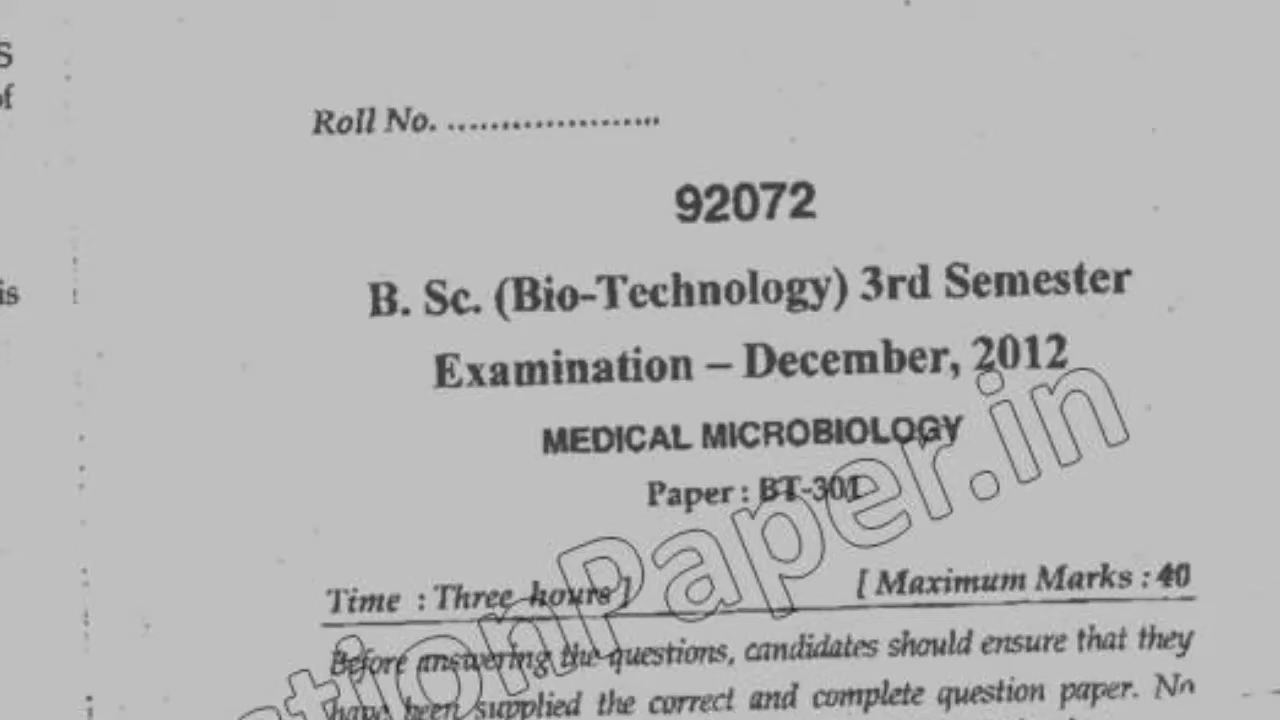 S
of
is
Roll No. ....................
92072
B. Sc. (Bio-Technology) 3rd Semester
Examination – December, 2012
MEDICAL MICROBIOLOGY
Paper : BT-301
Time : Three hours ] [ Maximum Marks : 40
Before answering the questions, candidates should ensure that they
have been supplied the correct and complete question paper. No
tionPaper.in